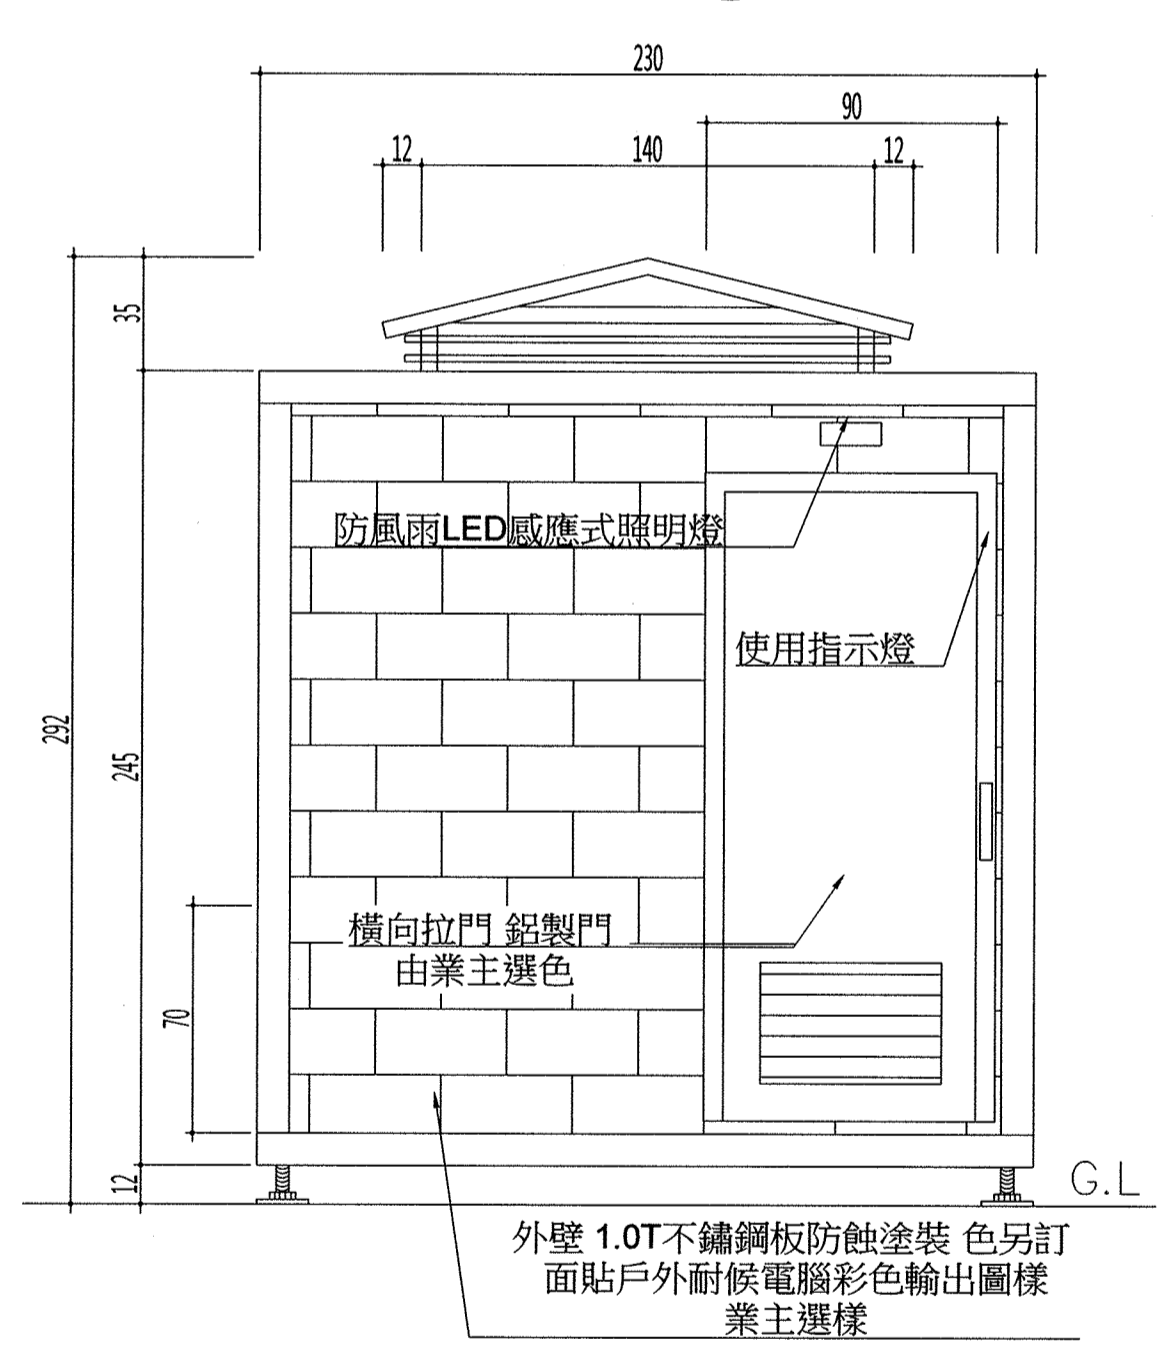 230
90
12
140
12
35
防風雨LED感應式照明燈
使用指示燈
292
245
橫向拉門 鋁製門
由業主選色
70
12
G.L
外壁 1.0T不鏽鋼板防蝕塗裝 色另訂
面貼戶外耐候電腦彩色輸出圖樣
業主選樣